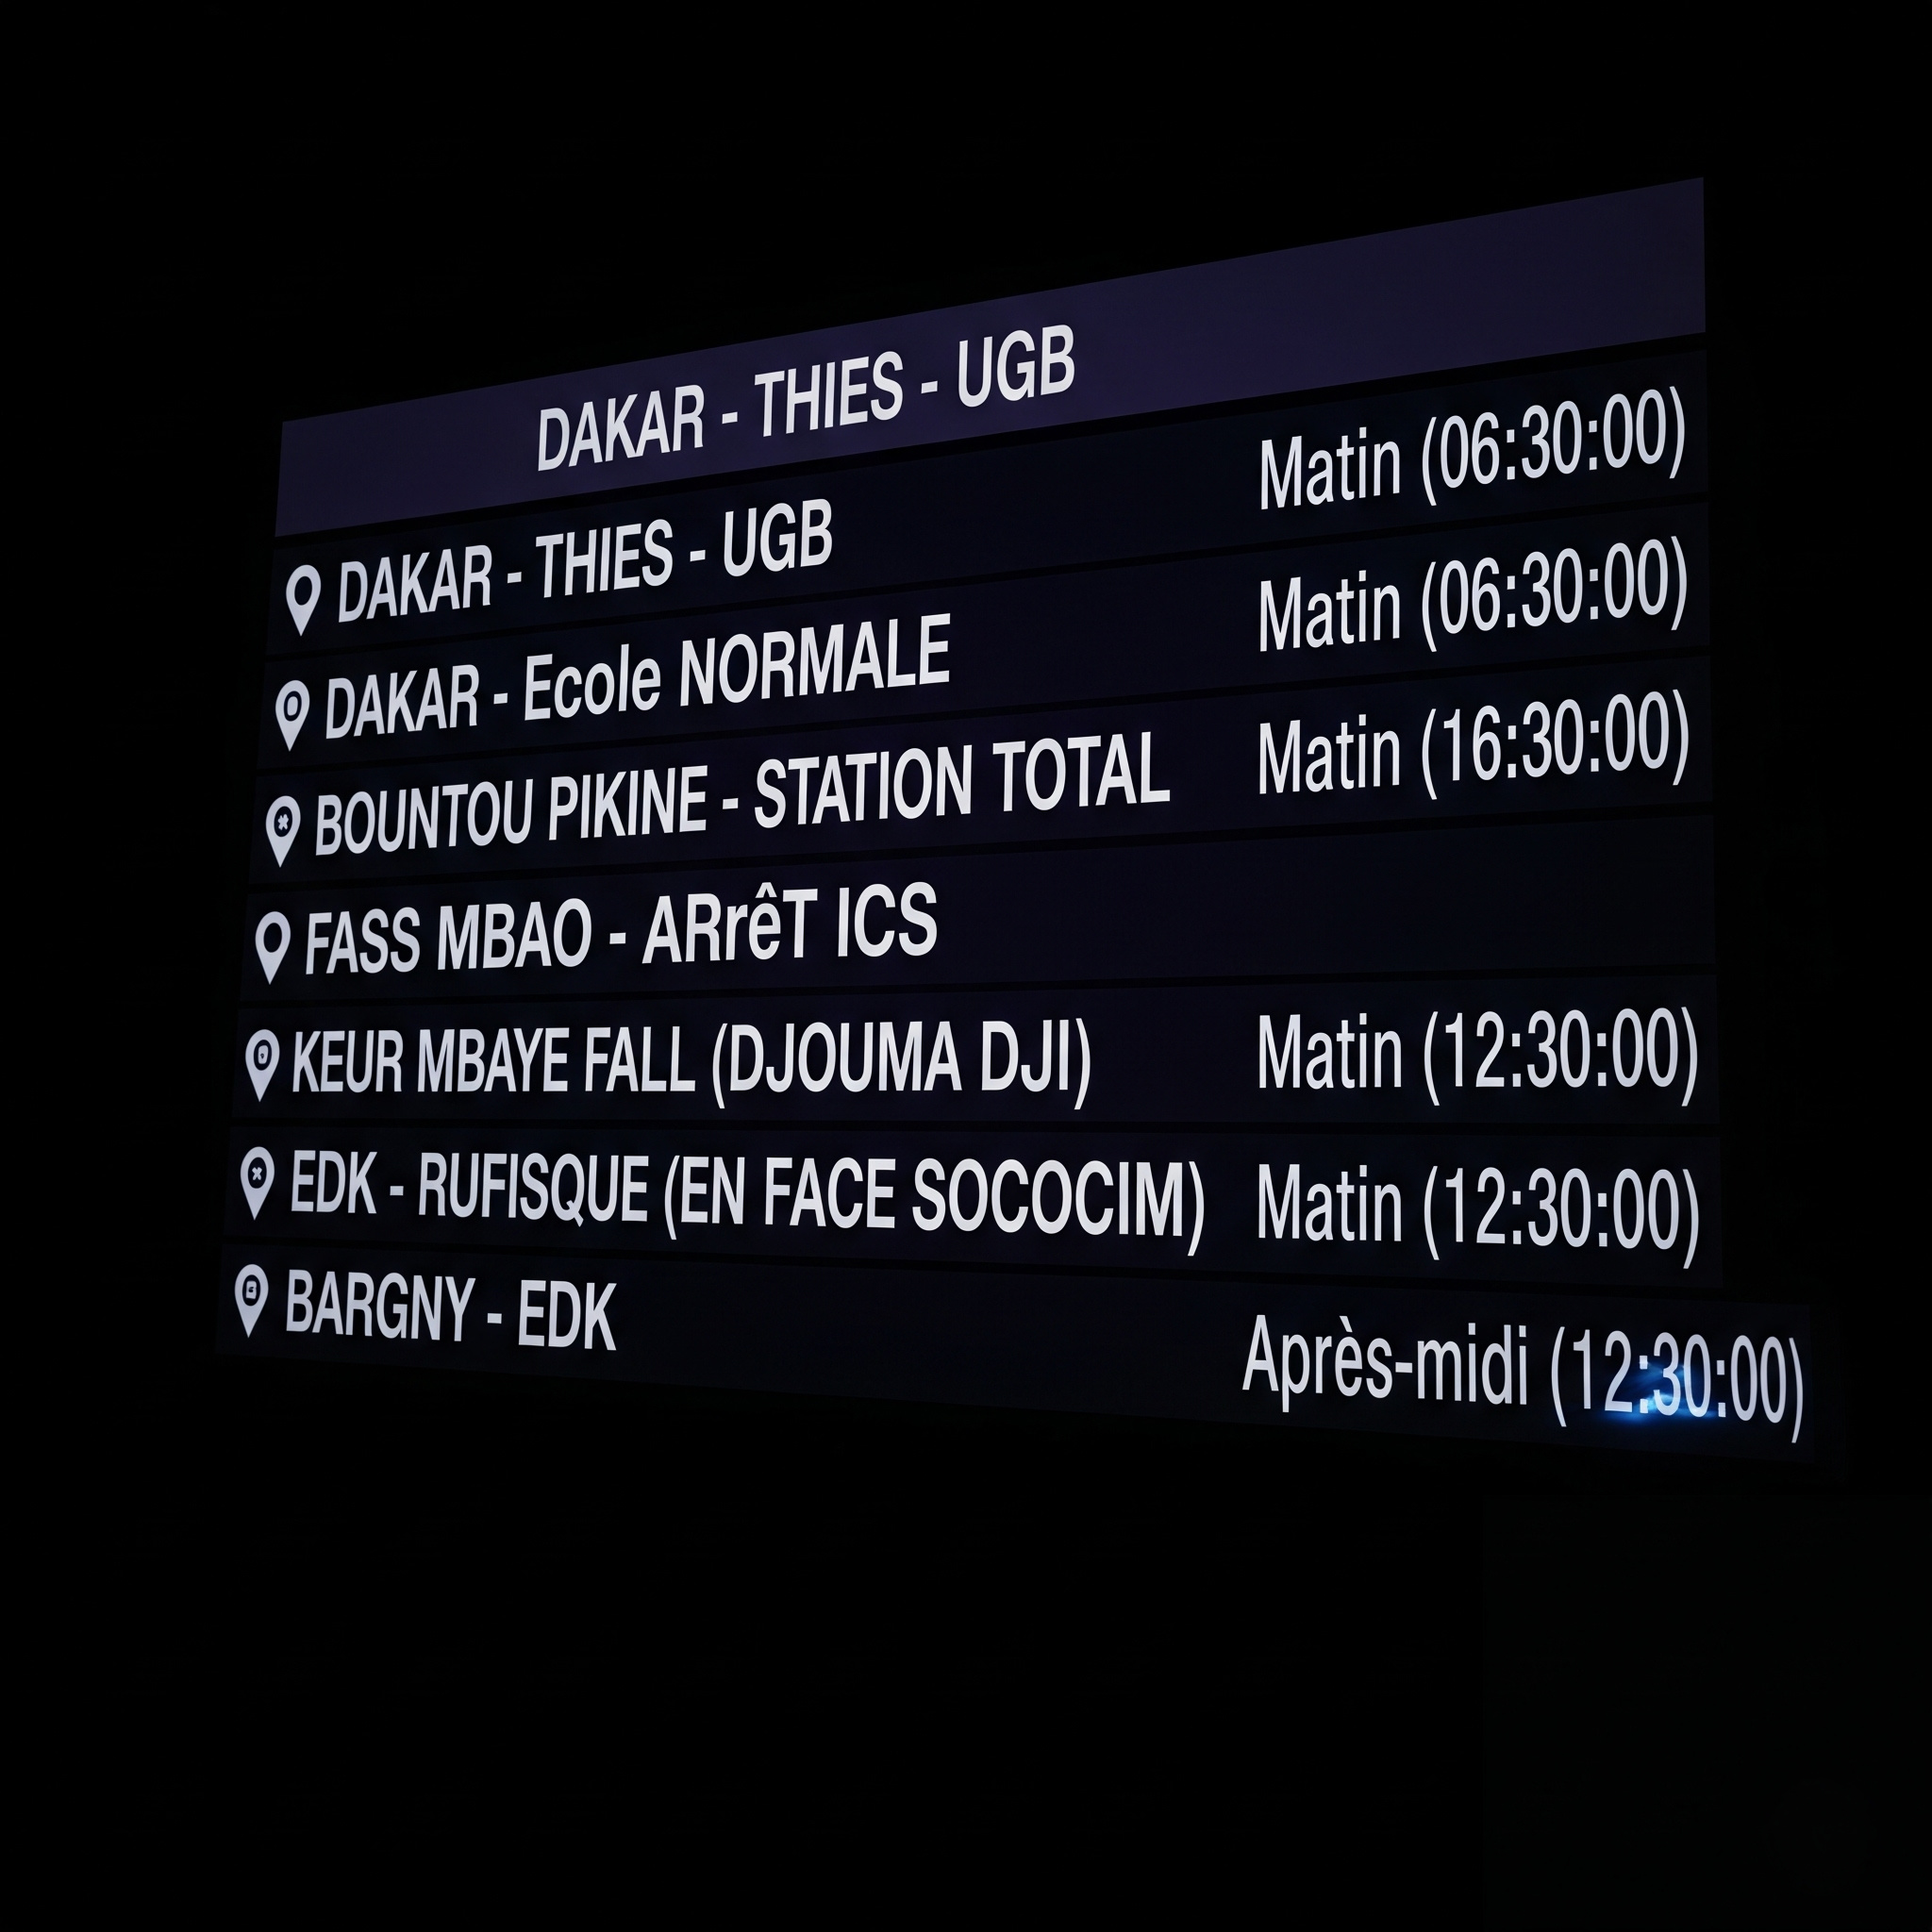 DAKAR - THIES - UGB
DAKAR - THIES - UGB Matin (06:30:00)
DAKAR - Ecole NORMALE Matin (06:30:00)
BOUNTOU PIKINE - STATION TOTAL Matin (16:30:00)
FASS MBAO - ARrêT ICS
KEUR MBAYE FALL (DJOUMA DJI) Matin (12:30:00)
EDK - RUFISQUE (EN FACE SOCOCIM) Matin (12:30:00)
BARGNY - EDK Après-midi (12:30:00)